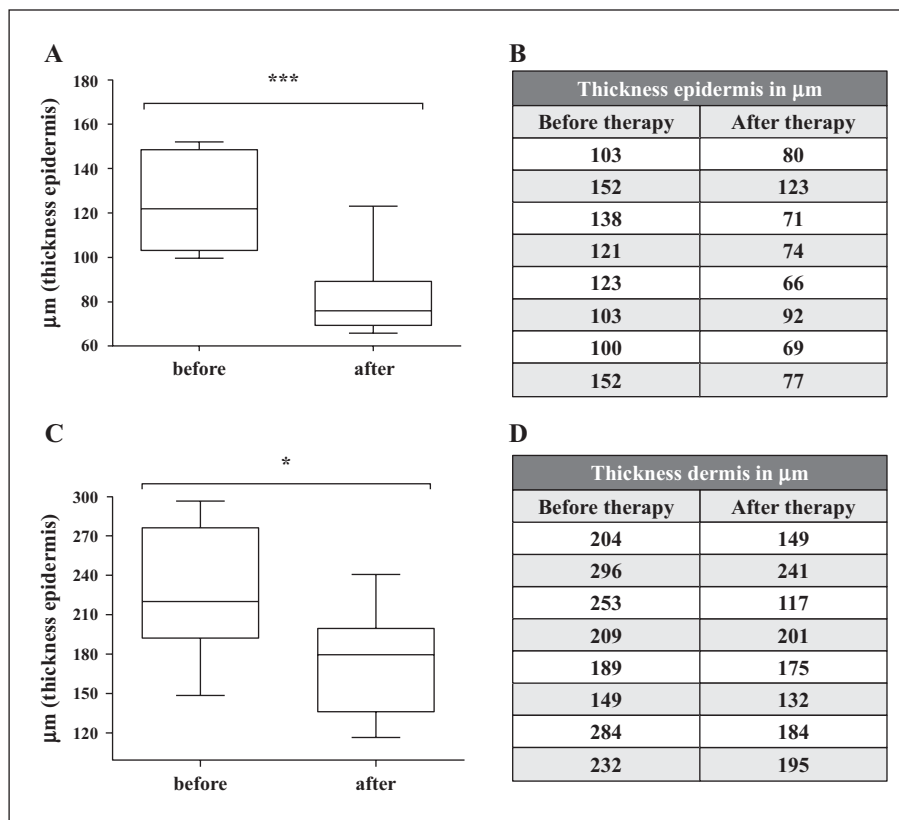 A
***
180
160
140
120
100
80
60
μm (thickness epidermis)
before after
B
Thickness epidermis in μm
Before therapy After therapy
103 80
152 123
138 71
121 74
123 66
103 92
100 69
152 77
C
*
300
270
240
210
180
150
120
μm (thickness epidermis)
before after
D
Thickness dermis in μm
Before therapy After therapy
204 149
296 241
253 117
209 201
189 175
149 132
284 184
232 195